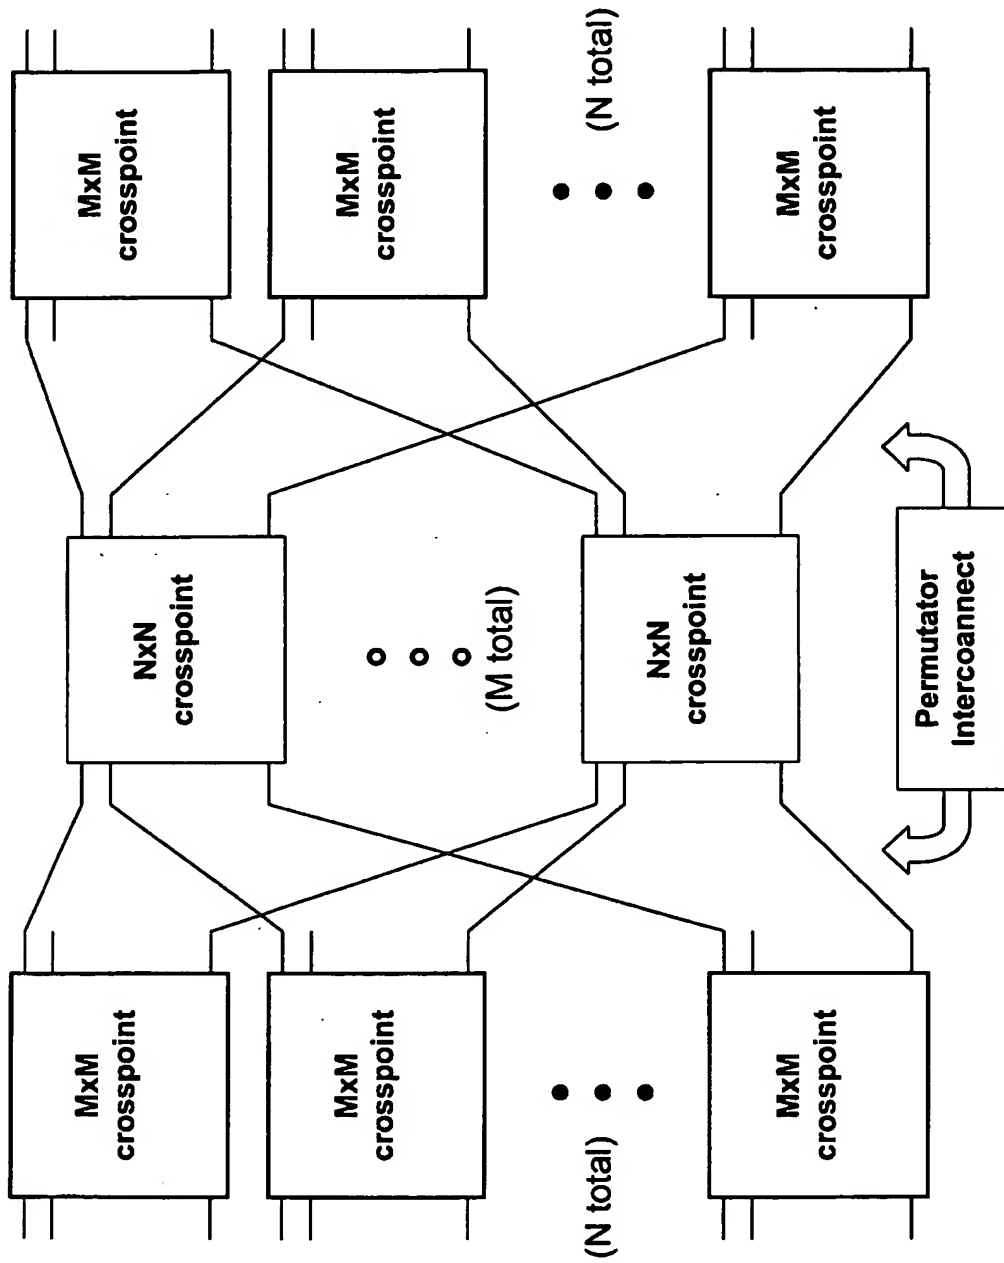 MxM
crosspoint
MxM
crosspoint
NxN
crosspoint
MxM
crosspoint
MxM
crosspoint
(M total)
(N total)
(N total)
NxN
crosspoint
MxM
crosspoint
MxM
crosspoint
Permutator
Intercoannect